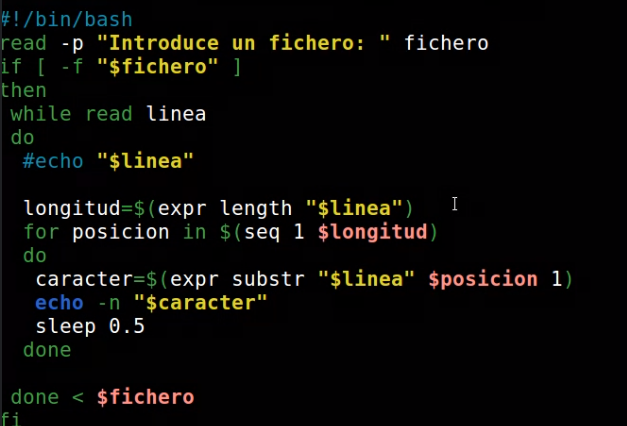 #!/bin/bash
read -p "Introduce un fichero: " fichero
if [ -f "$fichero" ]
then
while read linea
do
#echo "$linea"
longitud=$(expr length "$linea")
for posicion in $(seq 1 $longitud)
do
caracter=$(expr substr "$linea" $posicion 1)
echo -n "$caracter"
sleep 0.5
done
done < $fichero
fi